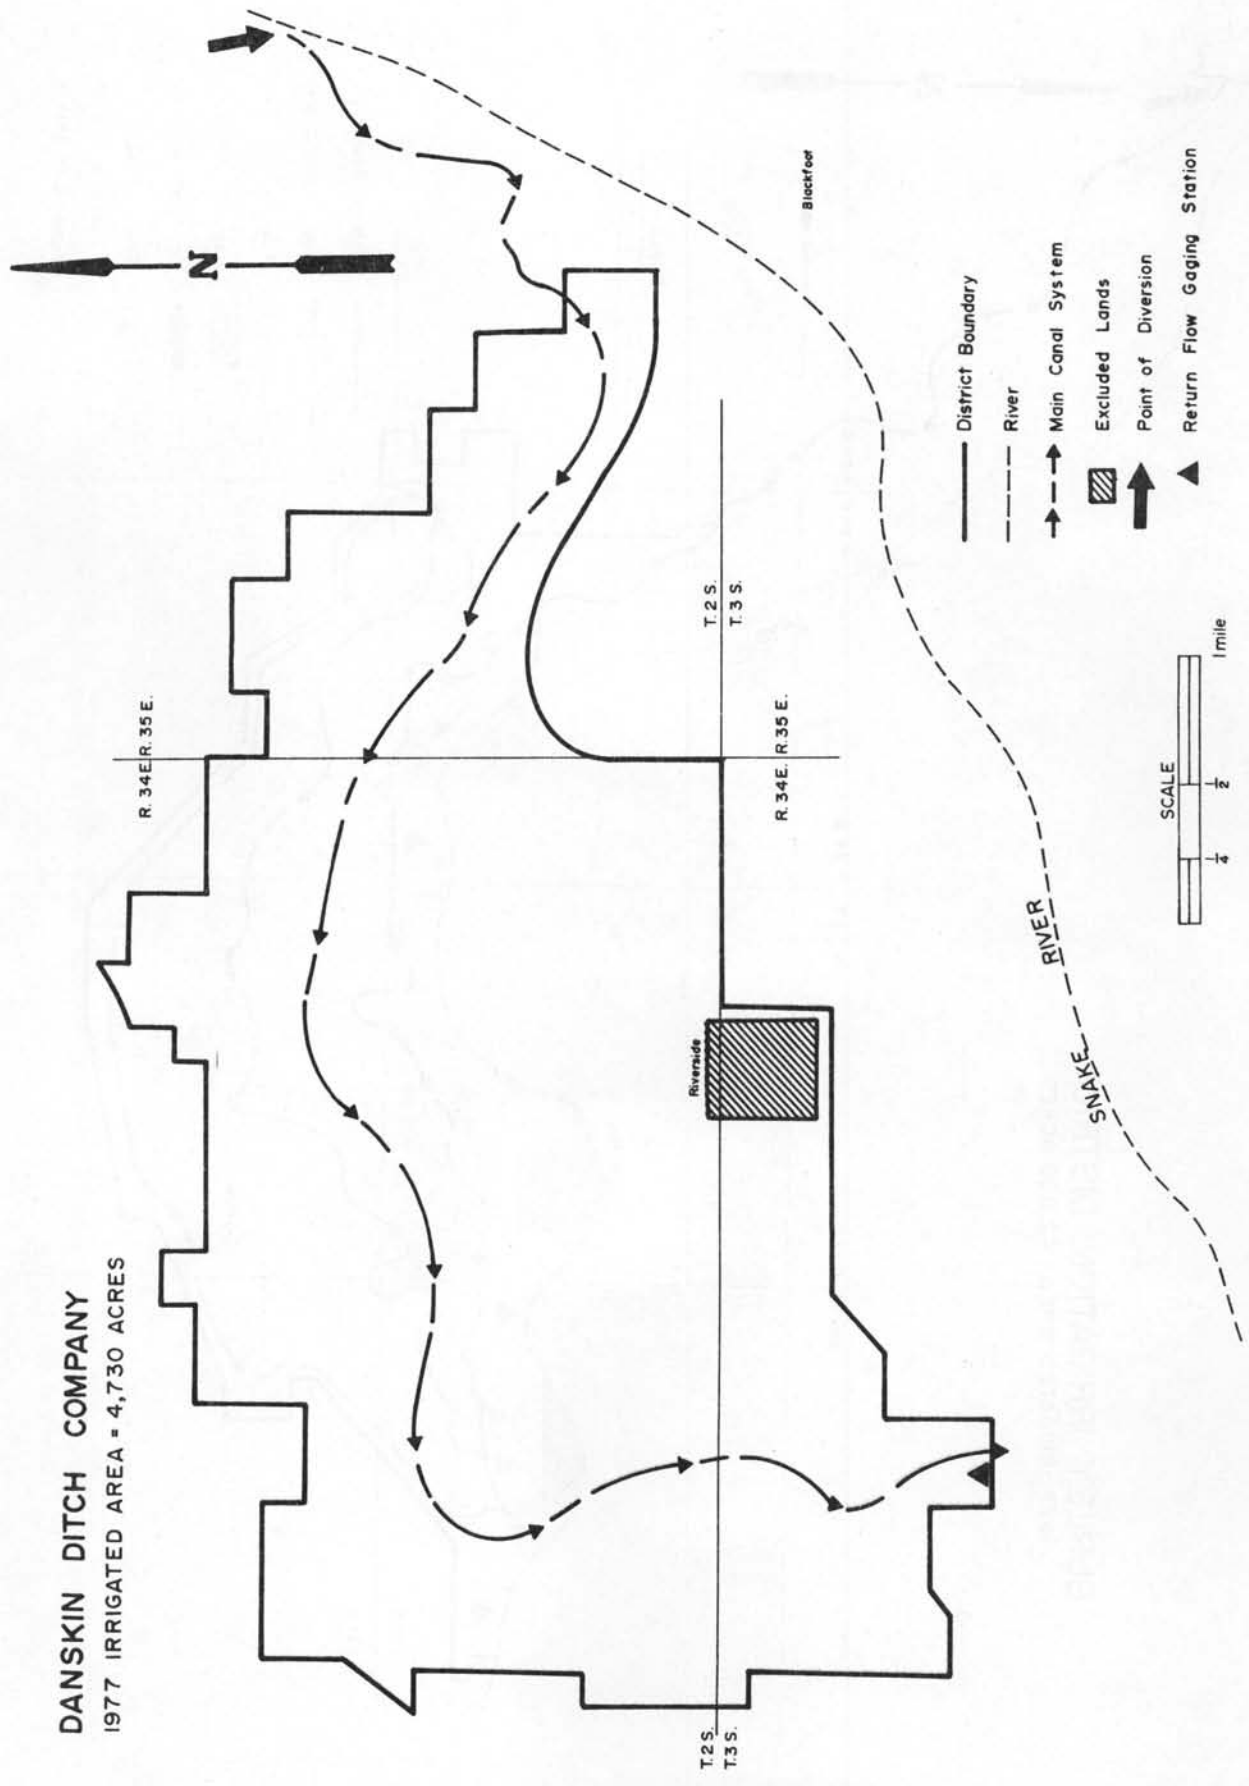 DANSKIN DITCH COMPANY
1977 IRRIGATED AREA = 4,730 ACRES
R. 34E. R. 35 E.
N
T. 2 S.
T. 3 S.
Blackfoot
R. 34E. R. 35 E.
Riverside
T. 2 S.
T. 3 S.
SNAKE RIVER
District Boundary
River
Main Canal System
Excluded Lands
Point of Diversion
Return Flow Gaging Station
SCALE
1/4 1/2 1 mile